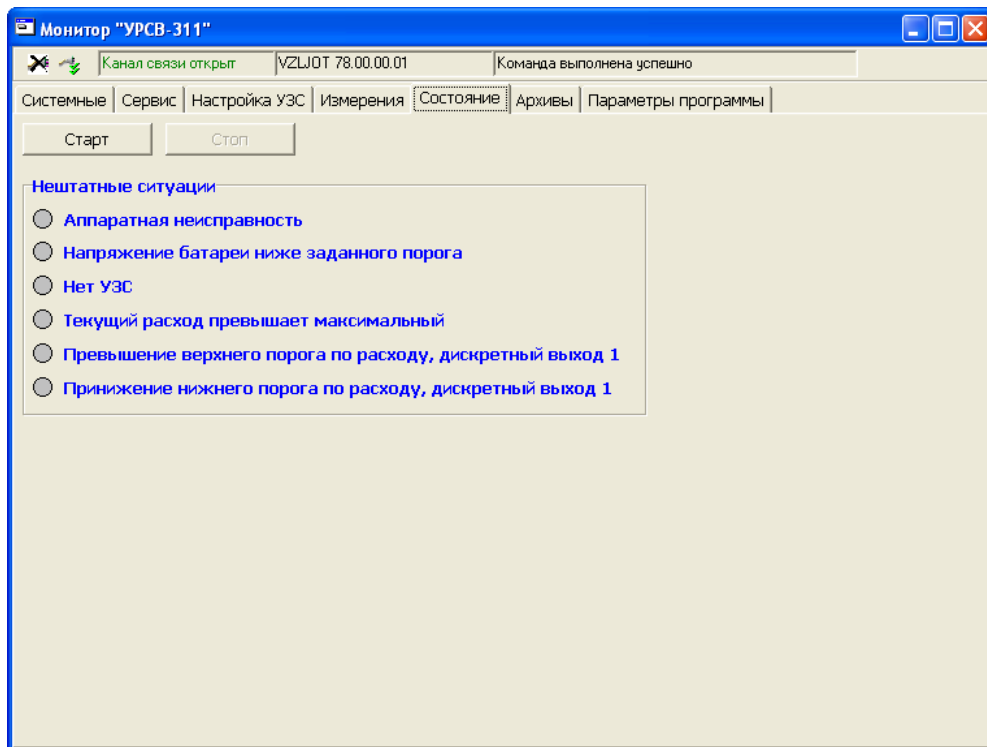 Монитор "УРСВ-311"
Канал связи открыт VZLJOT 78.00.00.01 Команда выполнена успешно
Системные Сервис Настройка УЗС Измерения Состояние Архивы Параметры программы
Старт Стоп
Нештатные ситуации
Аппаратная неисправность
Напряжение батареи ниже заданного порога
Нет УЗС
Текущий расход превышает максимальный
Превышение верхнего порога по расходу, дискретный выход 1
Принижение нижнего порога по расходу, дискретный выход 1